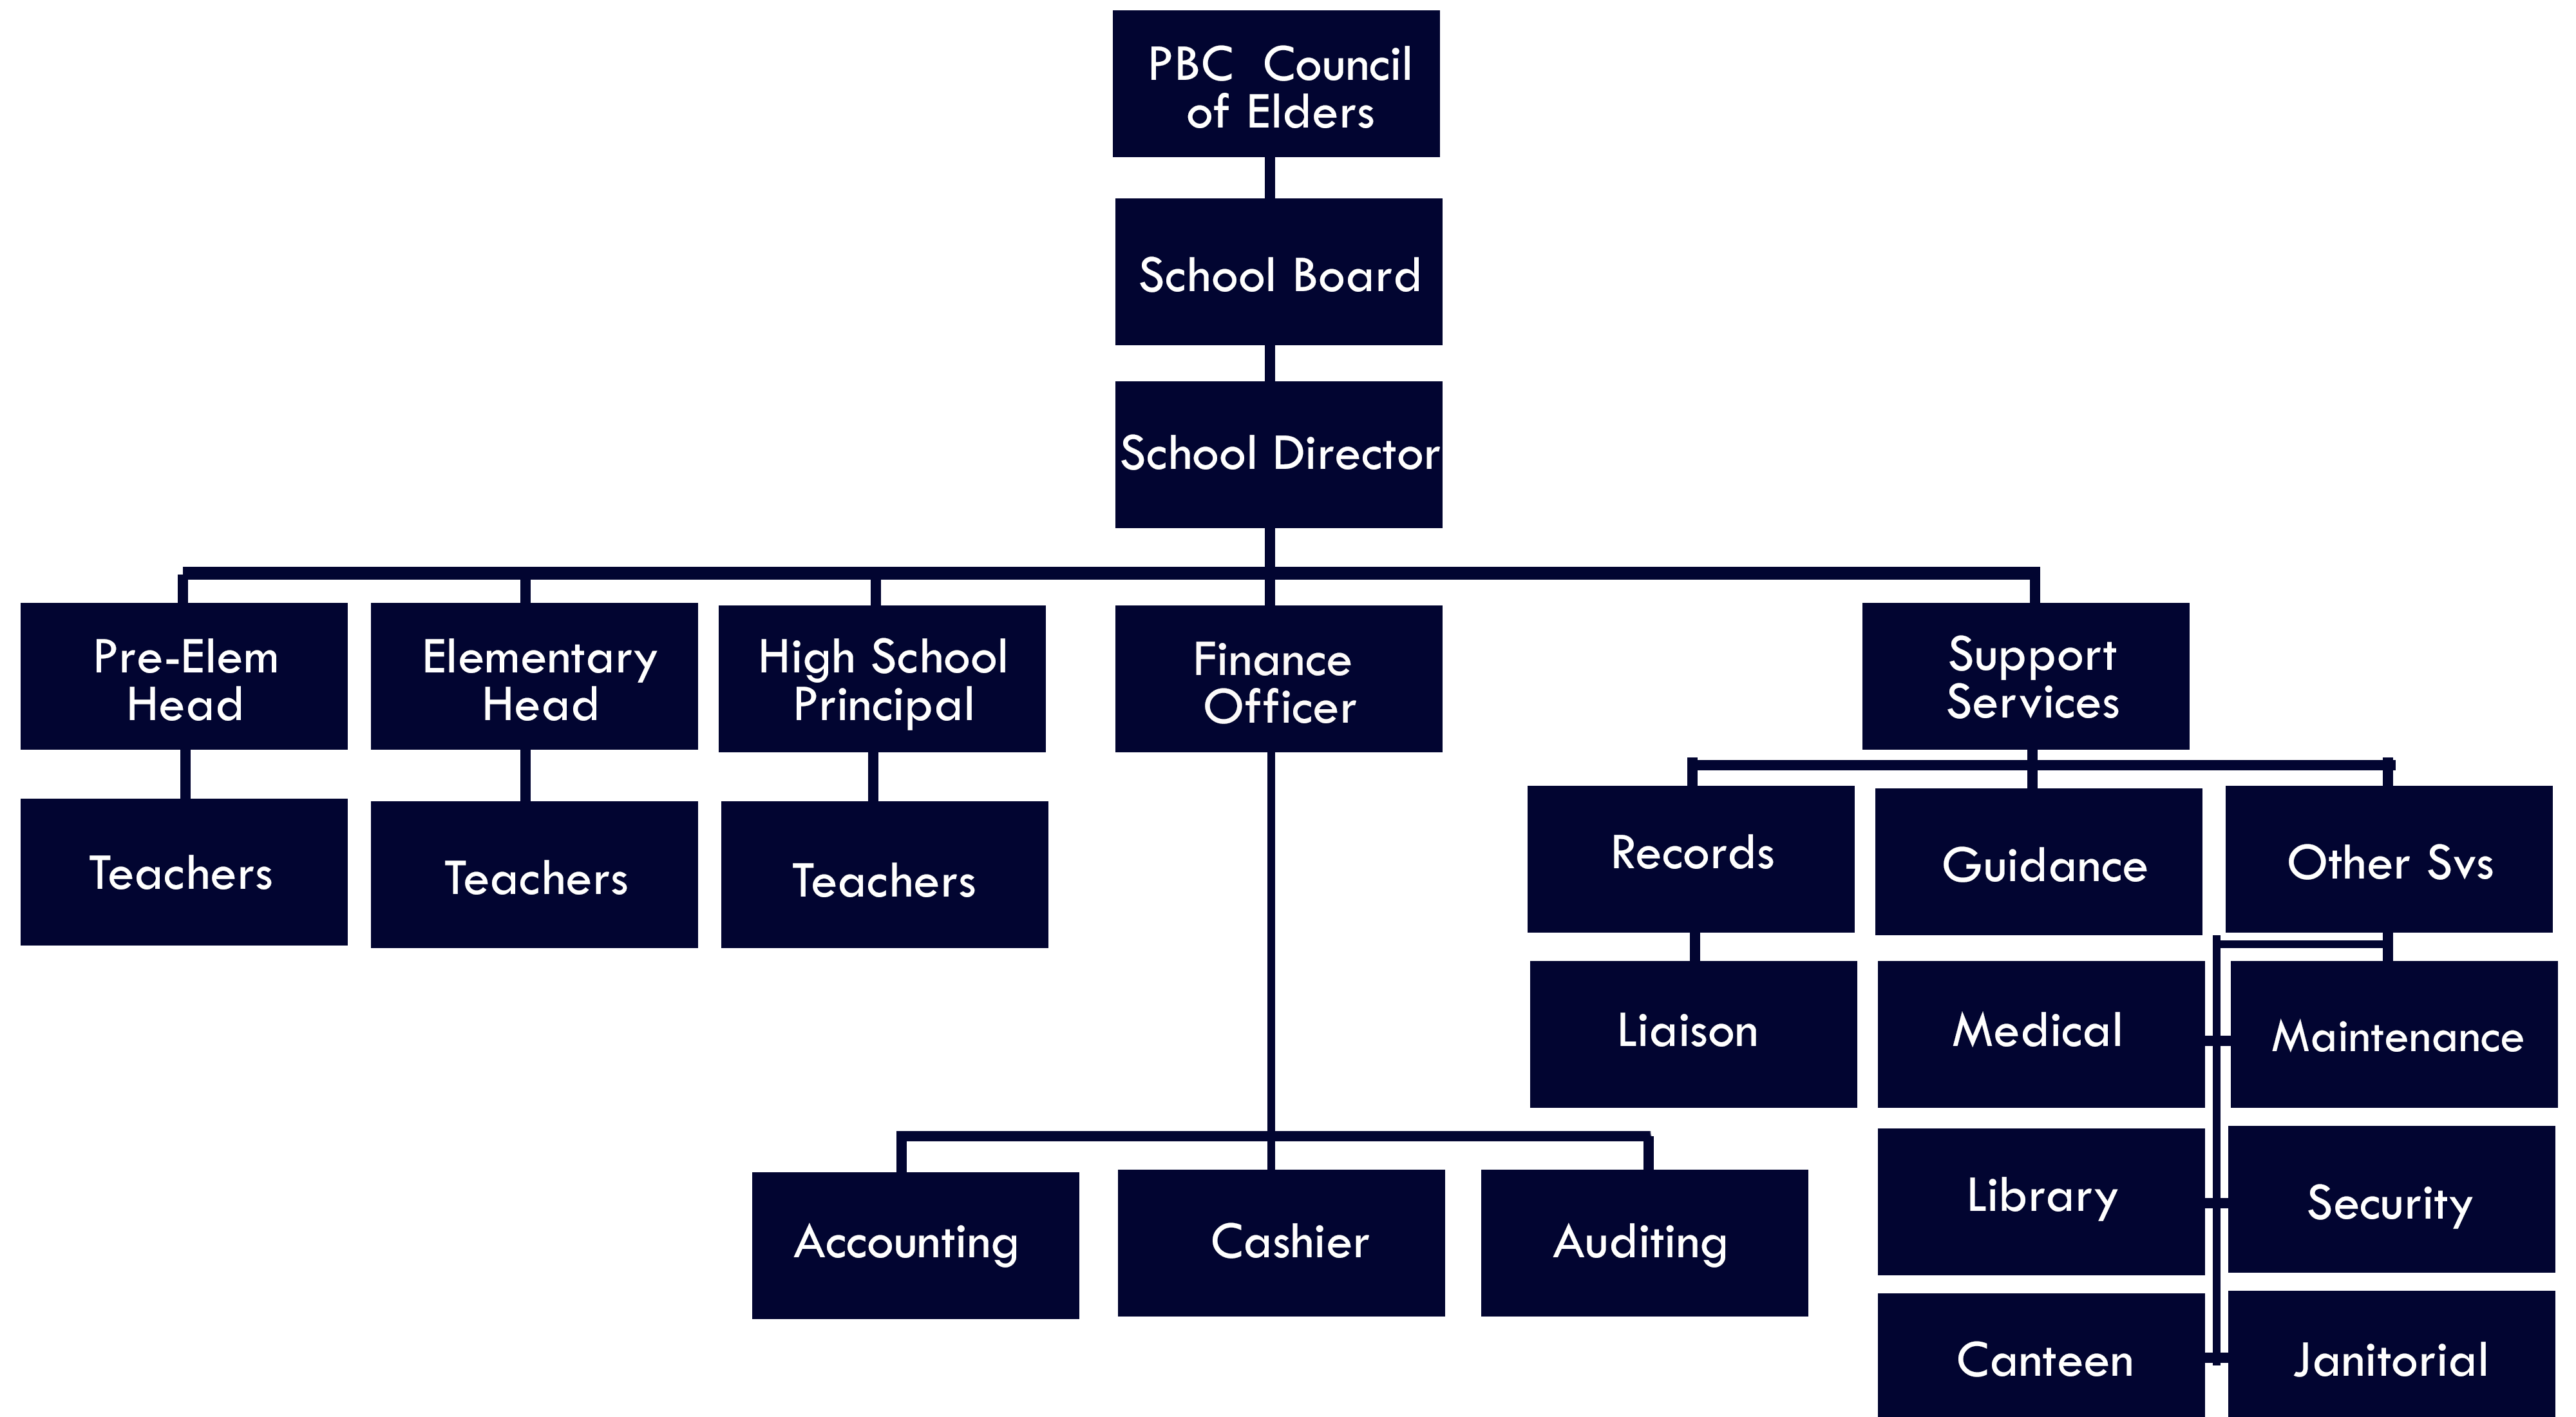 PBC  Council
of Elders
School Board
School Director
Pre-Elem
Head
Elementary
Head
High School
Principal
Finance
Officer
Support
Services
Teachers
Teachers
Teachers
Records
Guidance
Other Svs
Liaison
Medical
Maintenance
Library
Security
Accounting
Cashier
Auditing
Canteen
Janitorial